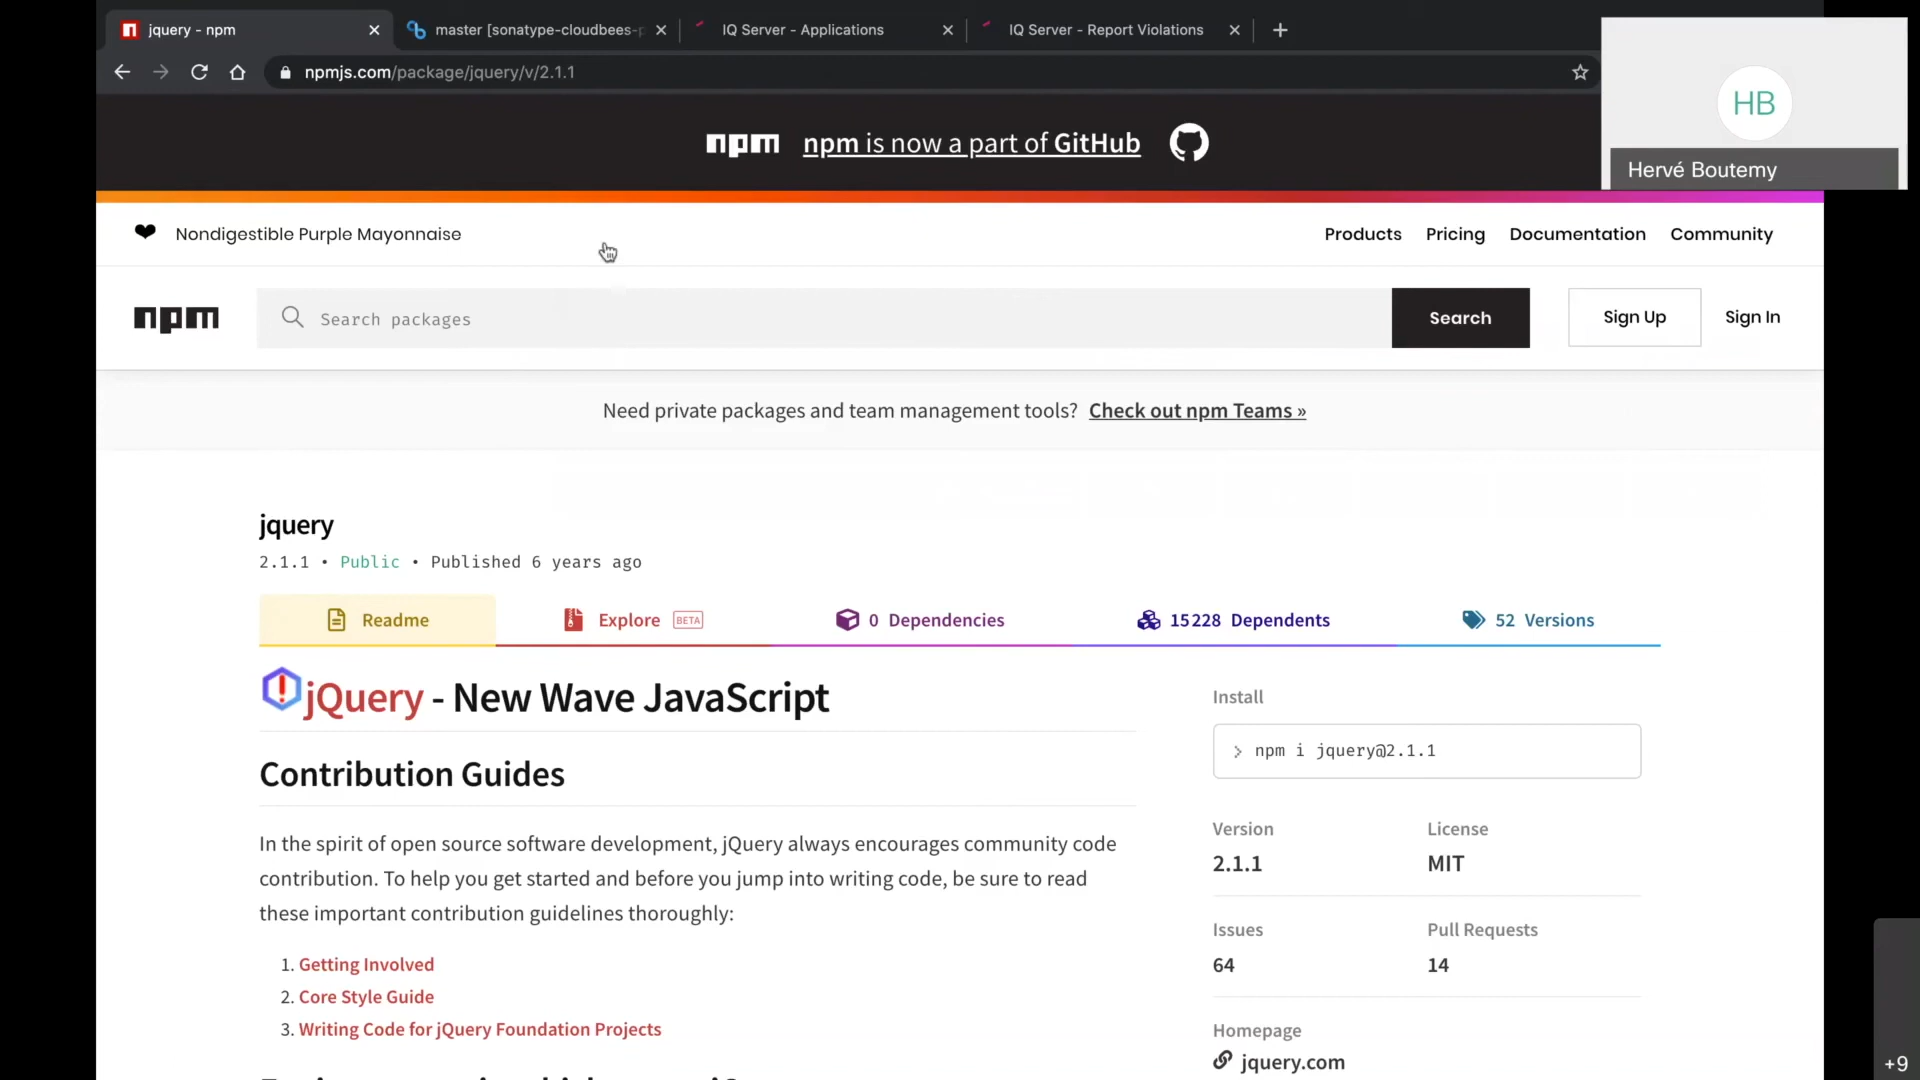 jquery - npm
master [sonatype-cloudbees-p
IQ Server - Applications
IQ Server - Report Violations
npmjs.com/package/jquery/v/2.1.1
HB
Hervé Boutemy
npm npm is now a part of GitHub
Nondigestible Purple Mayonnaise
Products Pricing Documentation Community
npm
Search packages
Search
Sign Up
Sign In
Need private packages and team management tools? Check out npm Teams »
jquery
2.1.1 • Public • Published 6 years ago
Readme
Explore BETA
0 Dependencies
15228 Dependents
52 Versions
jQuery - New Wave JavaScript
Contribution Guides
In the spirit of open source software development, jQuery always encourages community code
contribution. To help you get started and before you jump into writing code, be sure to read
these important contribution guidelines thoroughly:
1. Getting Involved
2. Core Style Guide
3. Writing Code for jQuery Foundation Projects
Install
> npm i jquery@2.1.1
Version License
2.1.1 MIT
Issues Pull Requests
64 14
Homepage
jquery.com
+9